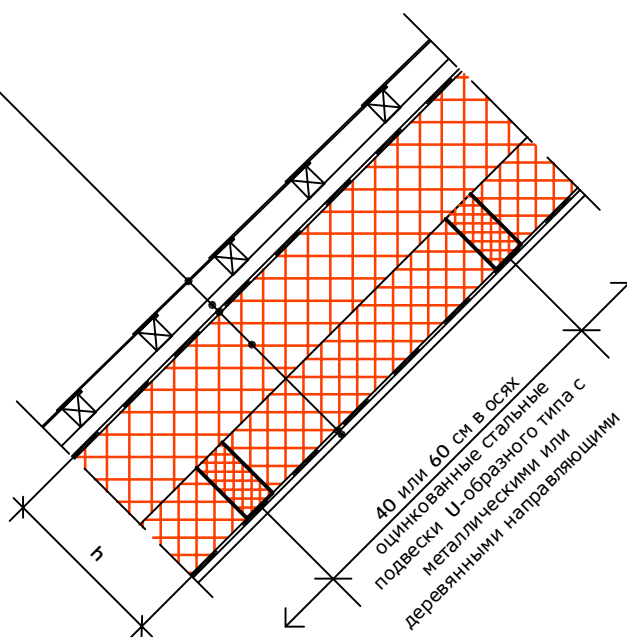 h
40 или 60 см в осях
оцинкованные стальные
подвески U-образного типа с
металлическими или
деревянными направляющими